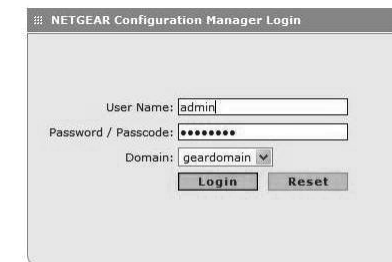 NETGEAR Configuration Manager Login
User Name: admin
Password / Passcode: ••••••••
Domain: geardomain
Login Reset